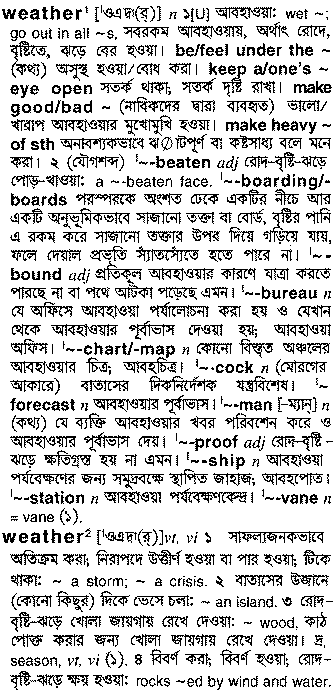 weather¹ [ˈওএদ্য(র্)] n ১[U] আবহাওয়া: wet ~;
go out in all ~s, সবরকম আবহাওয়ায়, অর্থাৎ রোদে,
বৃষ্টিতে, ঝড়ে বের হওয়া। be/feel under the ~
(কথ্য) অসুস্থ হওয়া/বোধ করা। keep a/one's ~
eye open সতর্ক থাকা; সতর্ক দৃষ্টি রাখা। make
good/bad ~ (নাবিকদের দ্বারা ব্যবহৃত) ভালো/
খারাপ আবহাওয়ার মুখোমুখি হওয়া। make heavy ~
of sth অনাবশ্যকভাবে ঝ টপূর্ণ বা কষ্টসাধ্য বলে মনে
করা। ২ (যৌগশব্দ) ˈ~-beaten adj রোদ-বৃষ্টি-ঝড়ে
পোড়-খাওয়া: a ~-beaten face. ˈ~-boarding/-
boards পরস্পরকে অংশত ঢেকে একটির নীচে আর
একটি অনুভূমিকভাবে সাজানো তক্তা বা বোর্ড, বৃষ্টির পানি
এ রকম করে সাজানো তক্তার উপর দিয়ে গড়িয়ে যায়,
ফলে দেয়াল প্রভৃতি স্যাঁতসেঁতে হতে পারে না। ˈ~-
bound adj প্রতিকূল আবহাওয়ার কারণে যাত্রা করতে
পারছে না বা পথে আটকা পড়েছে এমন। ˈ~-bureau n
যে অফিসে আবহাওয়া পর্যালোচনা করা হয় ও যেখান
থেকে আবহাওয়ার পূর্বাভাস দেওয়া হয়; আবহাওয়া
অফিস। ˈ~-chart/-map n কোনো বিস্তৃত অঞ্চলের
আবহাওয়ার চিত্র; আবহচিত্র। ˈ~-cock n (মোরগের
আকারে) বাতাসের দিকনির্দেশক যন্ত্রবিশেষ। ˈ~
forecast n আবহাওয়ার পূর্বাভাস। ˈ~-man [–ম্যান্] n
(কথ্য) যে ব্যক্তি আবহাওয়ার খবর পরিবেশন করে ও
আবহাওয়ার পূর্বাভাস দেয়। ˈ~-proof adj রোদ-বৃষ্টি-
ঝড়ে ক্ষতিগ্রস্ত হয় না এমন। ˈ~-ship n আবহাওয়া
পর্যবেক্ষণের জন্য সমুদ্রবক্ষে স্থাপিত জাহাজ; আবহপোত।
ˈ~-station n আবহাওয়া পর্যবেক্ষণকেন্দ্র। ˈ~-vane n
= vane (১).
weather² [ˈওএদ্য(র্)]vt, vi ১ সাফল্যজনকভাবে
অতিক্রম করা; নিরাপদে উত্তীর্ণ হওয়া বা পার হওয়া; টিকে
থাকা: ~ a storm; ~ a crisis. ২ বাতাসের উজানে
(কোনো কিছুর) দিকে ভেসে চলা: ~ an island. ৩ রোদ-
বৃষ্টি-ঝড়ে খোলা জায়গায় রেখে দেওয়া: ~ wood, কাঠ
পোক্ত করার জন্য খোলা জায়গায় রেখে দেওয়া। দ্র.
season, vt, vi (১). ৪ বিবর্ণ করা; বিবর্ণ হওয়া; রোদ-
বৃষ্টি-ঝড়ে ক্ষয় হওয়া: rocks ~ed by wind and water.